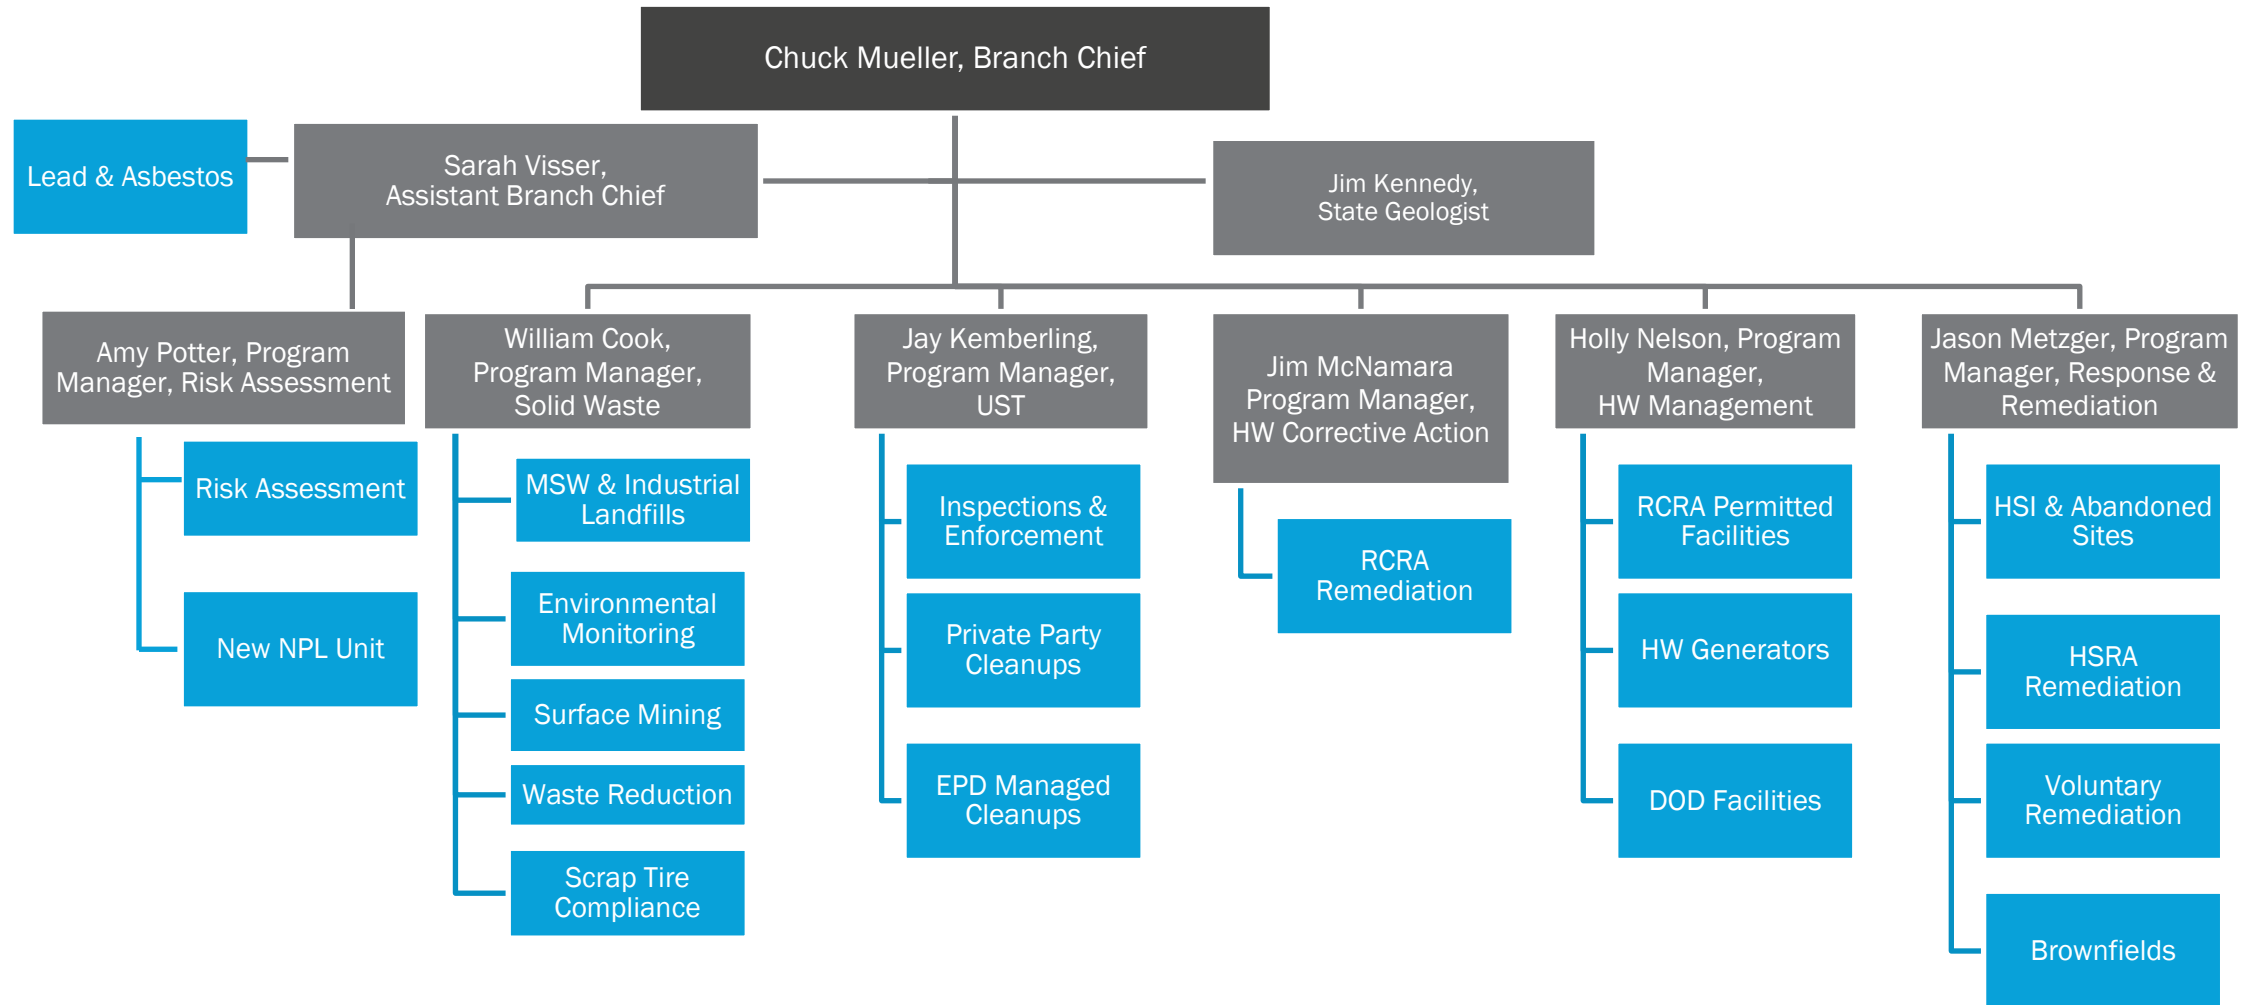 Chuck Mueller, Branch Chief
Lead & Asbestos
Sarah Visser,
Assistant Branch Chief
Jim Kennedy,
State Geologist
Amy Potter, Program
Manager, Risk Assessment
Risk Assessment
New NPL Unit
William Cook,
Program Manager,
Solid Waste
MSW & Industrial
Landfills
Environmental
Monitoring
Surface Mining
Waste Reduction
Scrap Tire
Compliance
Jay Kemberling,
Program Manager,
UST
Inspections &
Enforcement
Private Party
Cleanups
EPD Managed
Cleanups
Jim McNamara
Program Manager,
HW Corrective Action
RCRA
Remediation
Holly Nelson, Program
Manager,
HW Management
RCRA Permitted
Facilities
HW Generators
DOD Facilities
Jason Metzger, Program
Manager, Response &
Remediation
HSI & Abandoned
Sites
HSRA
Remediation
Voluntary
Remediation
Brownfields